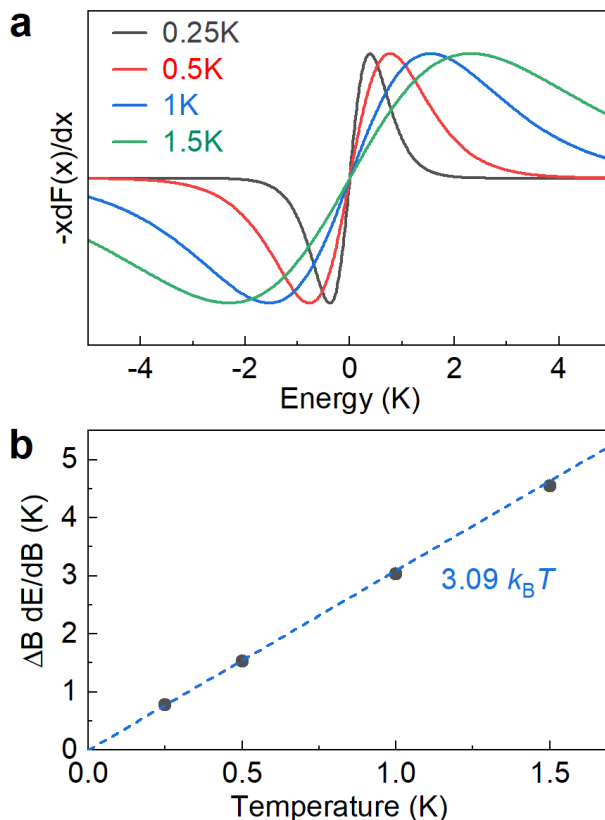 a
0.25K
0.5K
1K
1.5K
-xdF(x)/dx
-4 -2 0 2 4
Energy (K)
b
5
4
3
2
1
0
ΔB dE/dB (K)
3.09 kBT
0.0 0.5 1.0 1.5
Temperature (K)